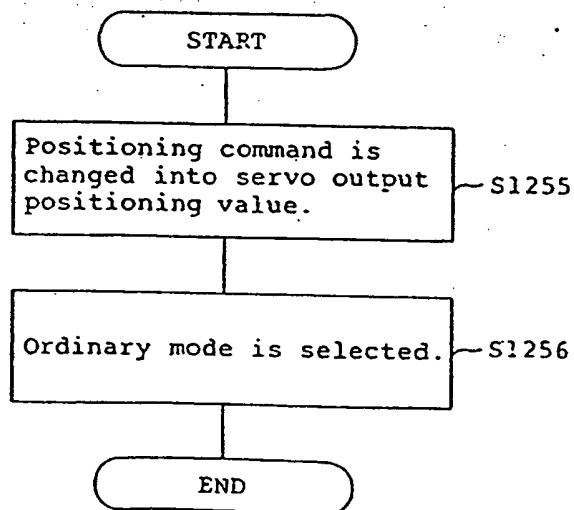 START
Positioning command is
changed into servo output
positioning value.
S1255
Ordinary mode is selected.
S1256
END